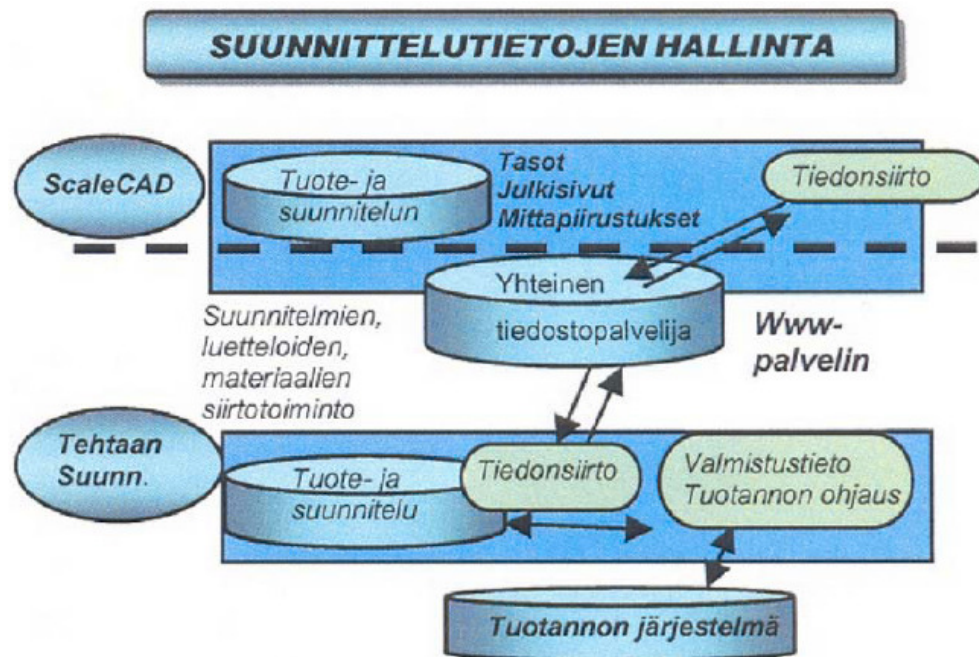 SUUNNITTELUTIETOJEN HALLINTA
ScaleCAD
Tuote- ja
suunnitelun
Tasot
Julkisivut
Mittapiirustukset
Tiedonsiirto
Yhteinen
tiedostopalvelija
Www-
palvelin
Suunnitelmien,
luetteloiden,
materiaalien
siirtotoiminto
Tehtaan
Suunn.
Tuote- ja
suunnitelu
Tiedonsiirto
Valmistustieto
Tuotannon ohjaus
Tuotannon järjestelmä